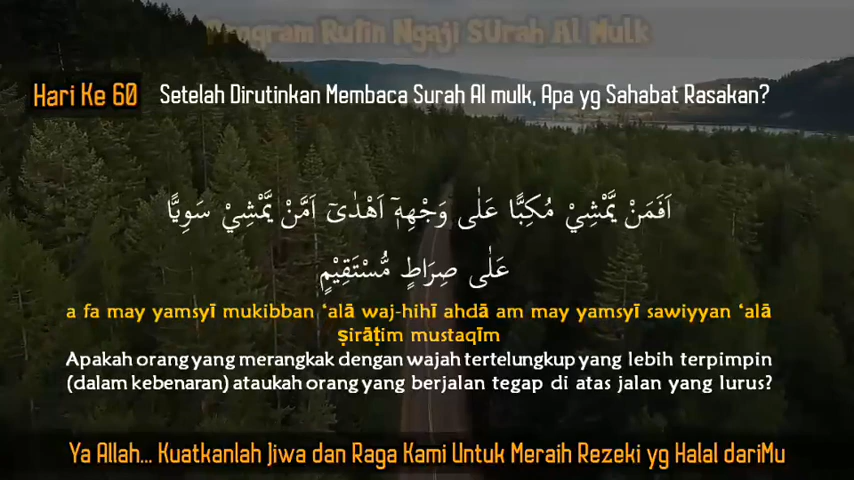 Program Rutin Ngaji SUrah Al Mulk
Hari Ke 60
Setelah Dirutinkan Membaca Surah Al mulk, Apa yg Sahabat Rasakan?
اَفَمَنْ يَّمْشِيْ مُكِبًّا عَلٰى وَجْهِهٖٓ اَهْدٰىٓ اَمَّنْ يَّمْشِيْ سَوِيًّا
عَلٰى صِرَاطٍ مُّسْتَقِيْمٍ
a fa may yamsyī mukibban ‘alā waj-hihī ahdā am may yamsyī sawiyyan ‘alā
ṣirāṭim mustaqīm
Apakah orang yang merangkak dengan wajah tertelungkup yang lebih terpimpin
(dalam kebenaran) ataukah orang yang berjalan tegap di atas jalan yang lurus?
Ya Allah... Kuatkanlah Jiwa dan Raga Kami Untuk Meraih Rezeki yg Halal dariMu